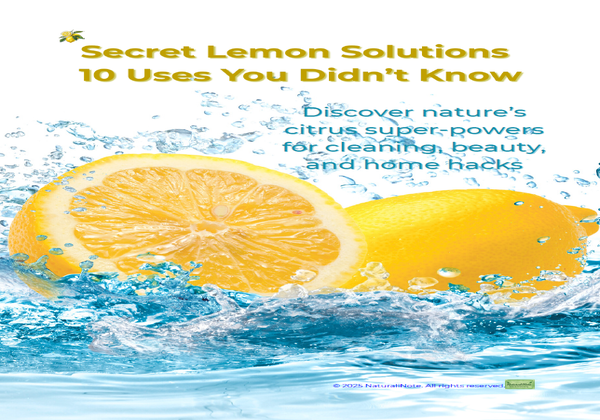 Secret Lemon Solutions
10 Uses You Didn't Know
Discover nature's
citrus super-powers
for cleaning, beauty,
and home hacks
© 2025 NaturaliNote. All rights reserved.